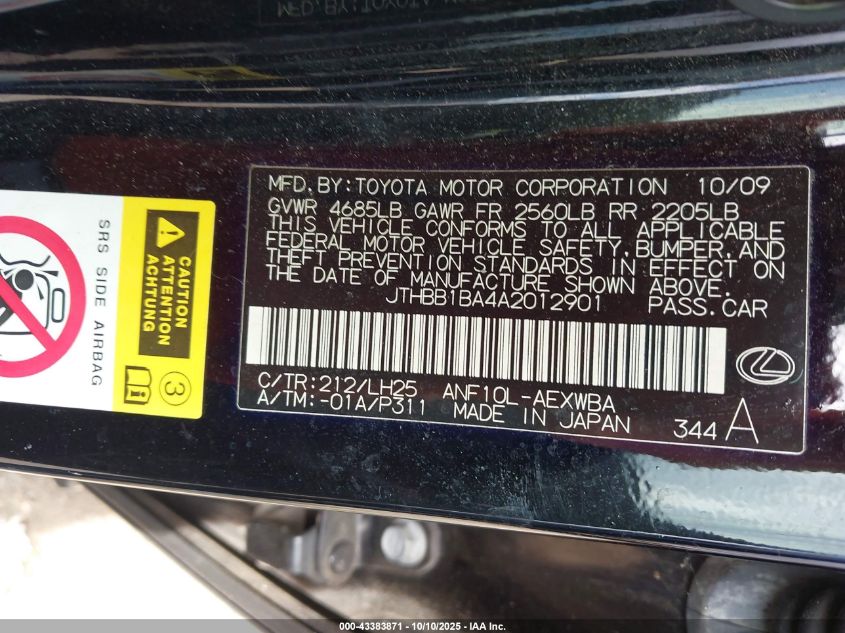 MFD.BY:TOYOTA MOTOR CORPORATION 10/09
GVWR 4685LB GAWR FR 2560LB RR 2205LB
THIS VEHICLE CONFORMS TO ALL APPLICABLE
FEDERAL MOTOR VEHICLE SAFETY, BUMPER, AND
THEFT PREVENTION STANDARDS IN EFFECT ON
THE DATE OF MANUFACTURE SHOWN ABOVE.
JTHBB1BA4A2012901 PASS.CAR
C/TR:212/LH25 ANF10L-AEXWBA
A/TM:-01A/P311 MADE IN JAPAN 344 A
CAUTION
ATTENTION
ACHTUNG
SRS SIDE AIRBAG
3
000-43383871 - 10/10/2025 - IAA Inc.